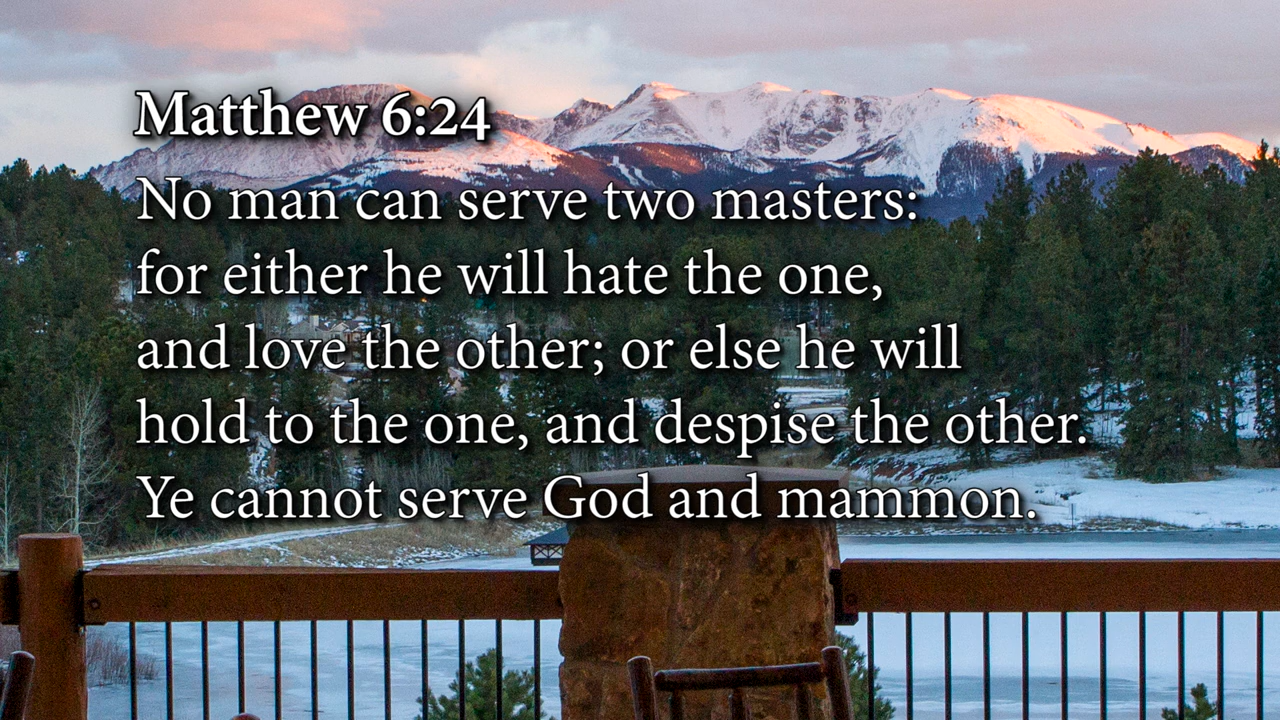 Matthew 6:24
No man can serve two masters:
for either he will hate the one,
and love the other; or else he will
hold to the one, and despise the other.
Ye cannot serve God and mammon.